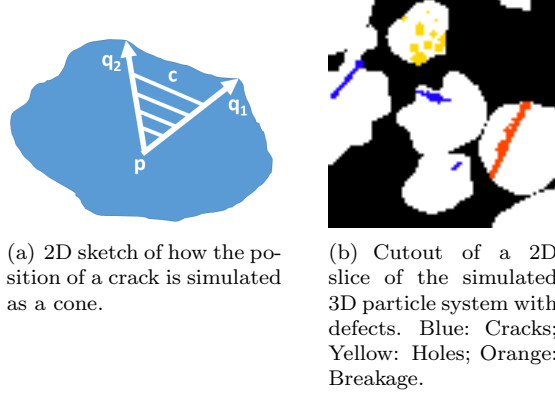 q2
c
q1
p
(a) 2D sketch of how the po-
sition of a crack is simulated
as a cone.
(b) Cutout of a 2D
slice of the simulated
3D particle system with
defects. Blue: Cracks;
Yellow: Holes; Orange:
Breakage.